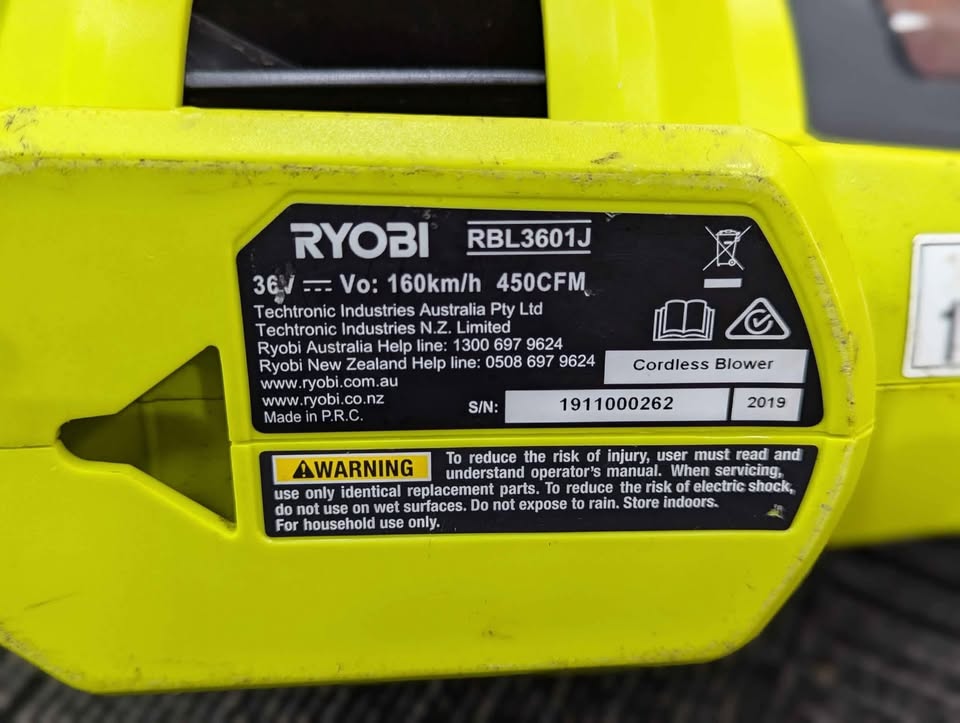 RYOBI RBL3601J
36V ⎓ Vo: 160km/h 450CFM
Techtronic Industries Australia Pty Ltd
Techtronic Industries N.Z. Limited
Ryobi Australia Help line: 1300 697 9624
Ryobi New Zealand Help line: 0508 697 9624
Cordless Blower
www.ryobi.com.au
www.ryobi.co.nz
Made in P.R.C.
S/N: 1911000262 2019
WARNING To reduce the risk of injury, user must read and
understand operator's manual. When servicing,
use only identical replacement parts. To reduce the risk of electric shock,
do not use on wet surfaces. Do not expose to rain. Store indoors.
For household use only.